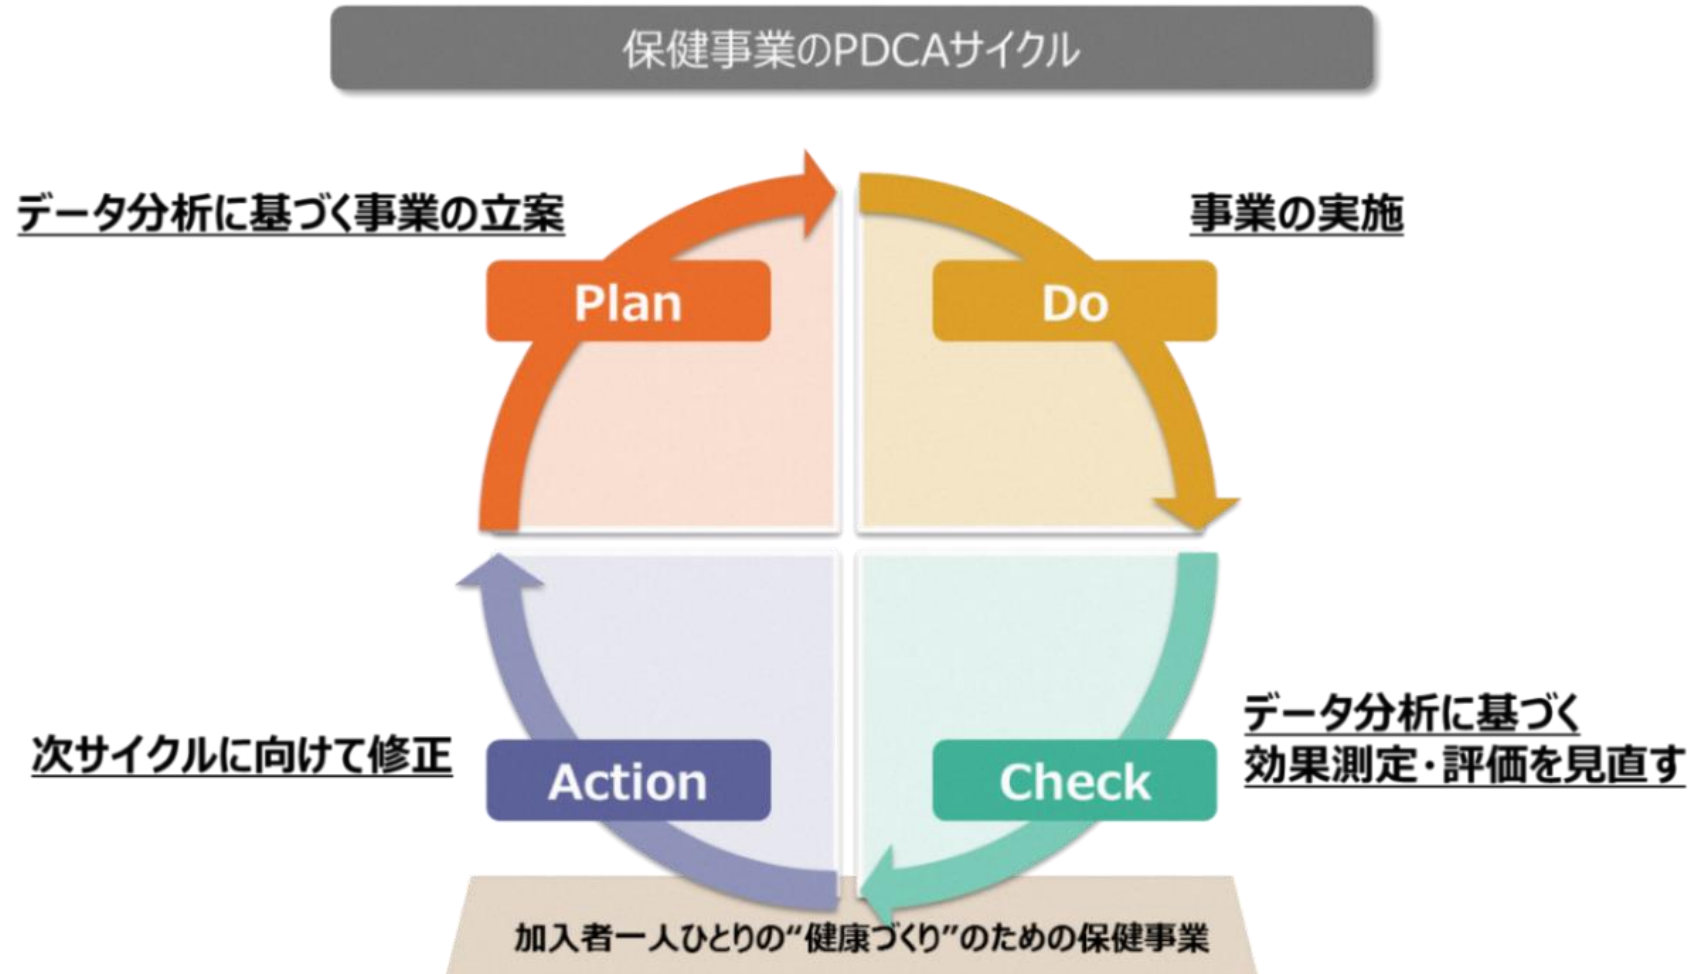 保健事業のPDCAサイクル
データ分析に基づく事業の立案
事業の実施
Plan
Do
次サイクルに向けて修正
Action
Check
データ分析に基づく
効果測定・評価を見直す
加入者一人ひとりの“健康づくり”のための保健事業